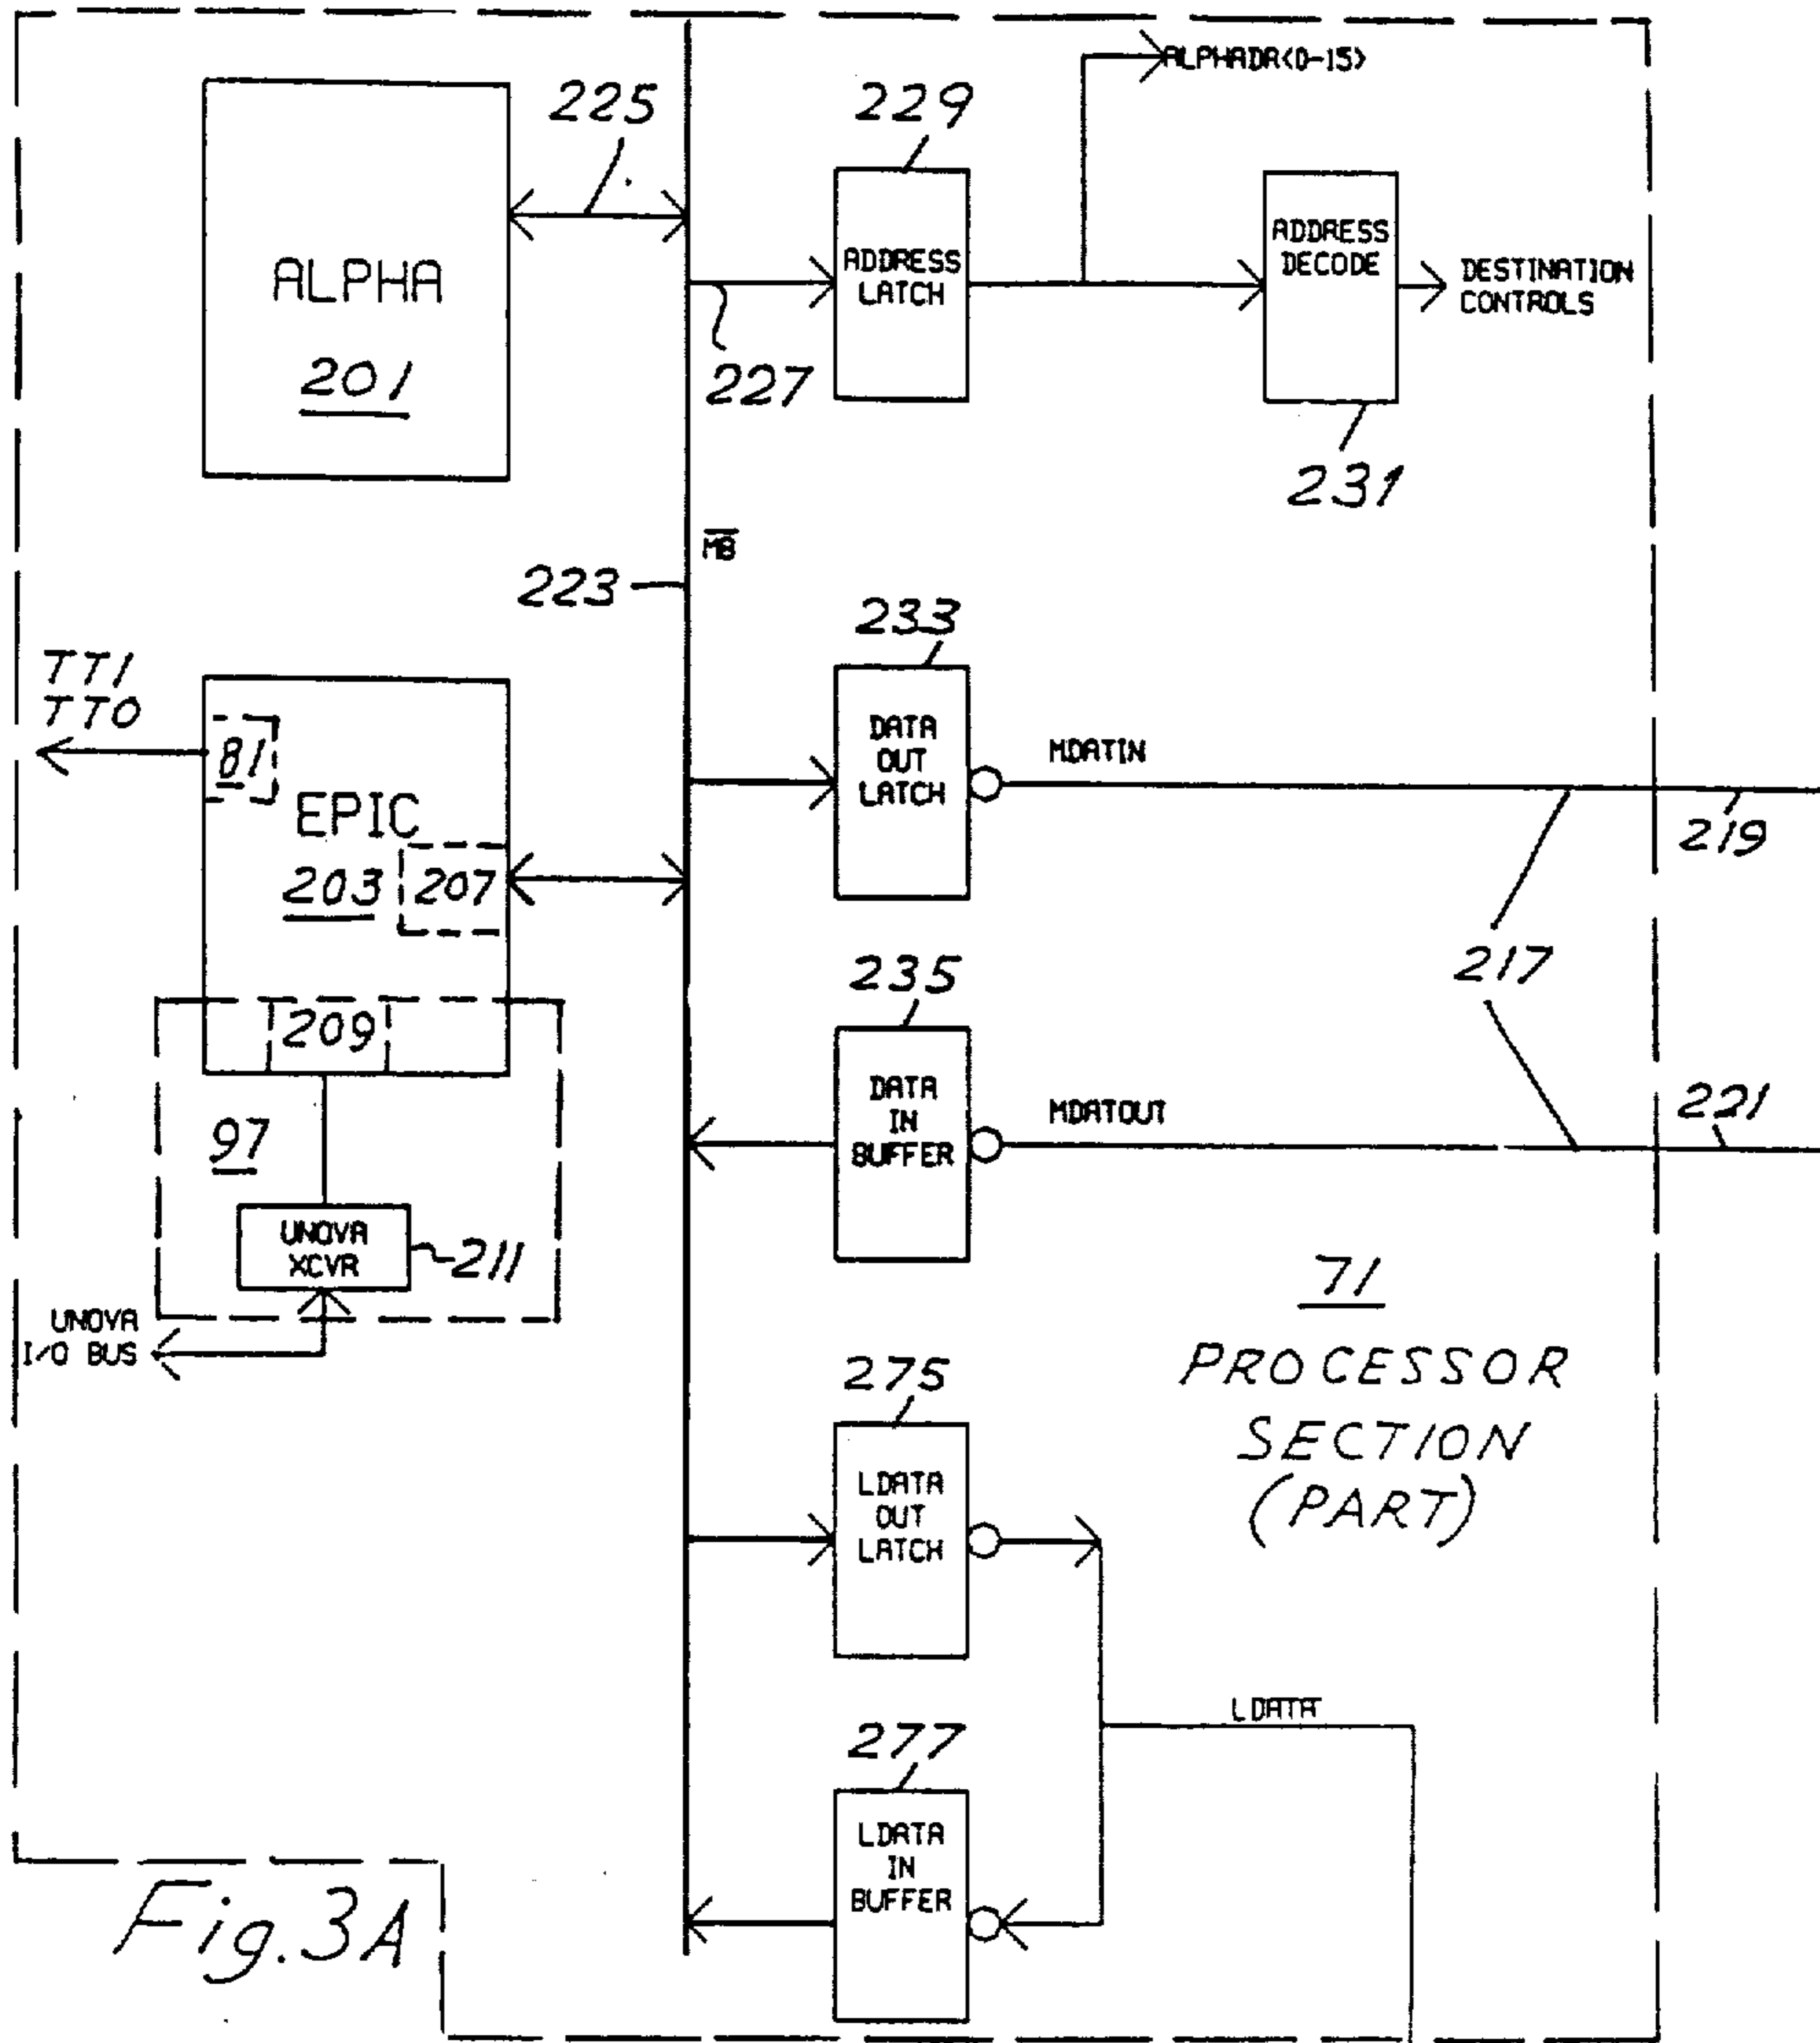 ALPHADR<0-15>
225
229
ADDRESS
LATCH
ADDRESS
DECODE
DESTINATION
CONTROLS
ALPHA
201
227
231
MB
223
233
TTI
TTO
81
DATA
OUT
LATCH
MDATIN
219
EPIC
203
207
217
235
209
DATA
IN
BUFFER
MDATOUT
221
97
UNOVA
XCVR
211
UNOVA
I/O BUS
71
PROCESSOR
SECTION
(PART)
275
LDATA
OUT
LATCH
LDATA
277
LDATA
IN
BUFFER
Fig.3A